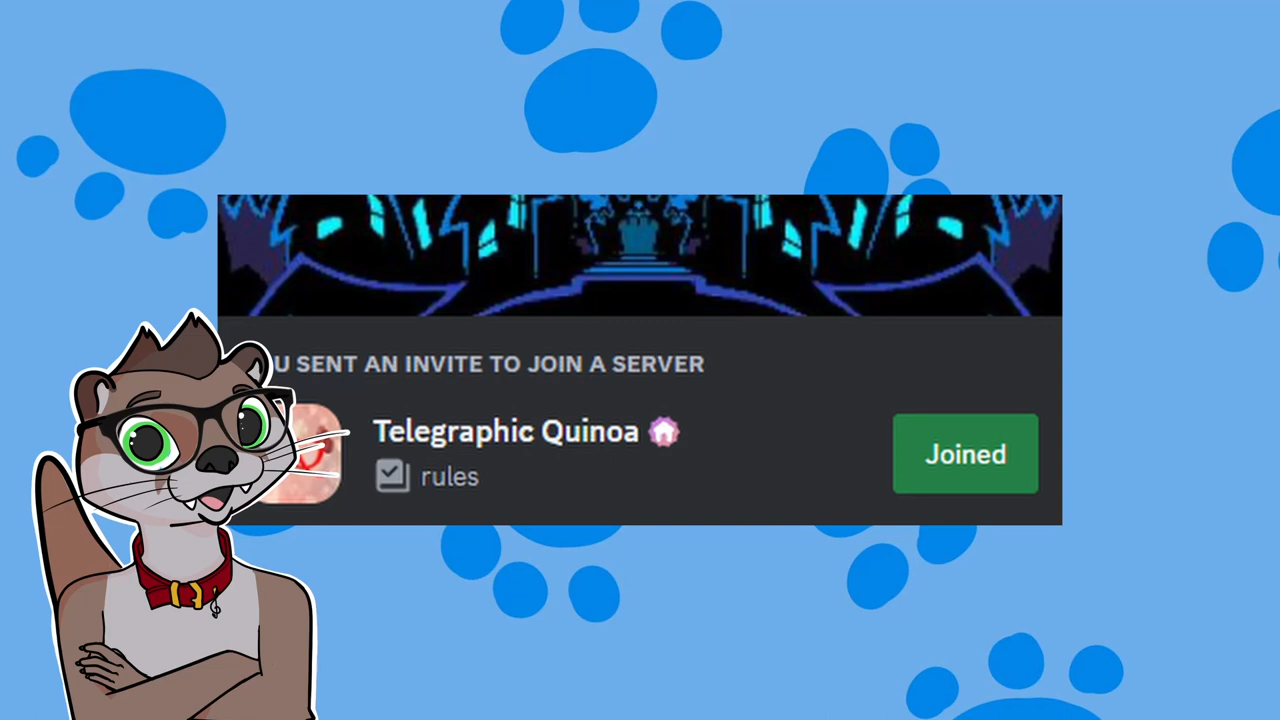 U SENT AN INVITE TO JOIN A SERVER
Telegraphic Quinoa
rules
Joined